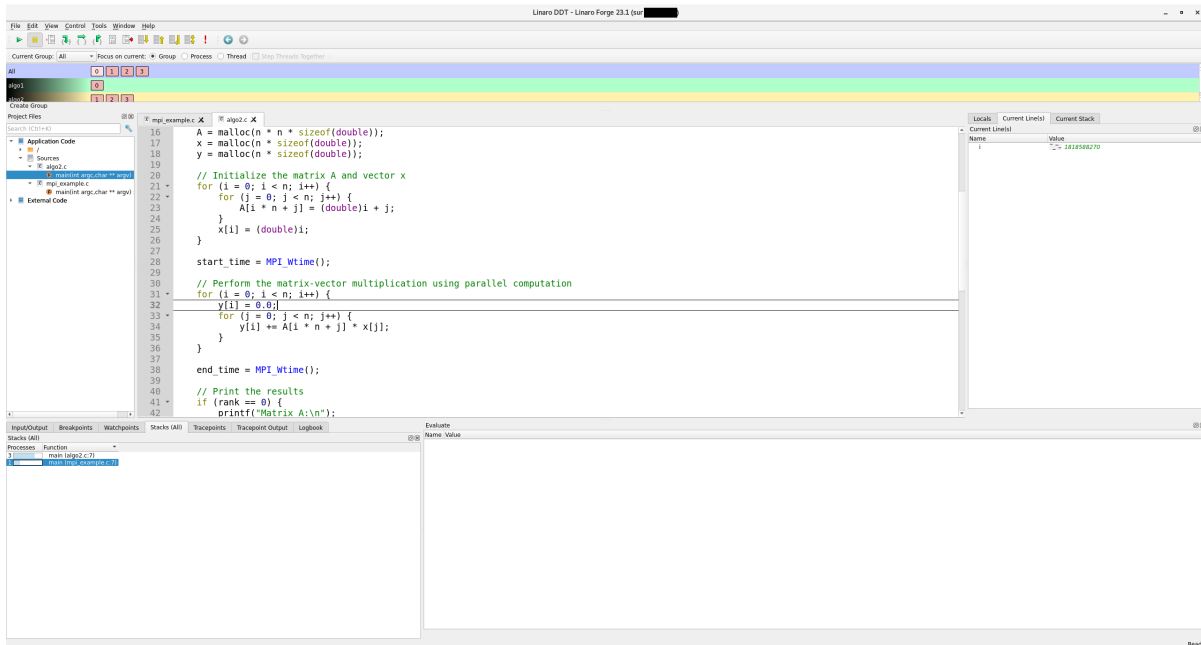 Linaro DDT - Linaro Forge 23.1 (sur
File Edit View Control Tools Window Help
Current Group: All Focus on current: Group Process Thread Step Threads Together
All 0 1 2 3
algo1 0
algo2 1 2 3
Create Group
Project Files
Search (Ctrl+K)
Application Code
/
Sources
algo2.c
main(int argc,char ** argv)
mpi_example.c
main(int argc,char ** argv)
External Code
mpi_example.c algo2.c
16 A = malloc(n * n * sizeof(double));
17 x = malloc(n * sizeof(double));
18 y = malloc(n * sizeof(double));
19
20 // Initialize the matrix A and vector x
21 for (i = 0; i < n; i++) {
22 for (j = 0; j < n; j++) {
23 A[i * n + j] = (double)i + j;
24 }
25 x[i] = (double)i;
26 }
27
28 start_time = MPI_Wtime();
29
30 // Perform the matrix-vector multiplication using parallel computation
31 for (i = 0; i < n; i++) {
32 y[i] = 0.0;
33 for (j = 0; j < n; j++) {
34 y[i] += A[i * n + j] * x[j];
35 }
36 }
37
38 end_time = MPI_Wtime();
39
40 // Print the results
41 if (rank == 0) {
42 printf("Matrix A:\n");
Locals Current Line(s) Current Stack
Current Line(s)
Name Value
i 1818588270
Input/Output Breakpoints Watchpoints Stacks (All) Tracepoints Tracepoint Output Logbook
Stacks (All)
Processes Function
3 main (algo2.c:7)
1 main (mpi_example.c:7)
Evaluate
Name Value